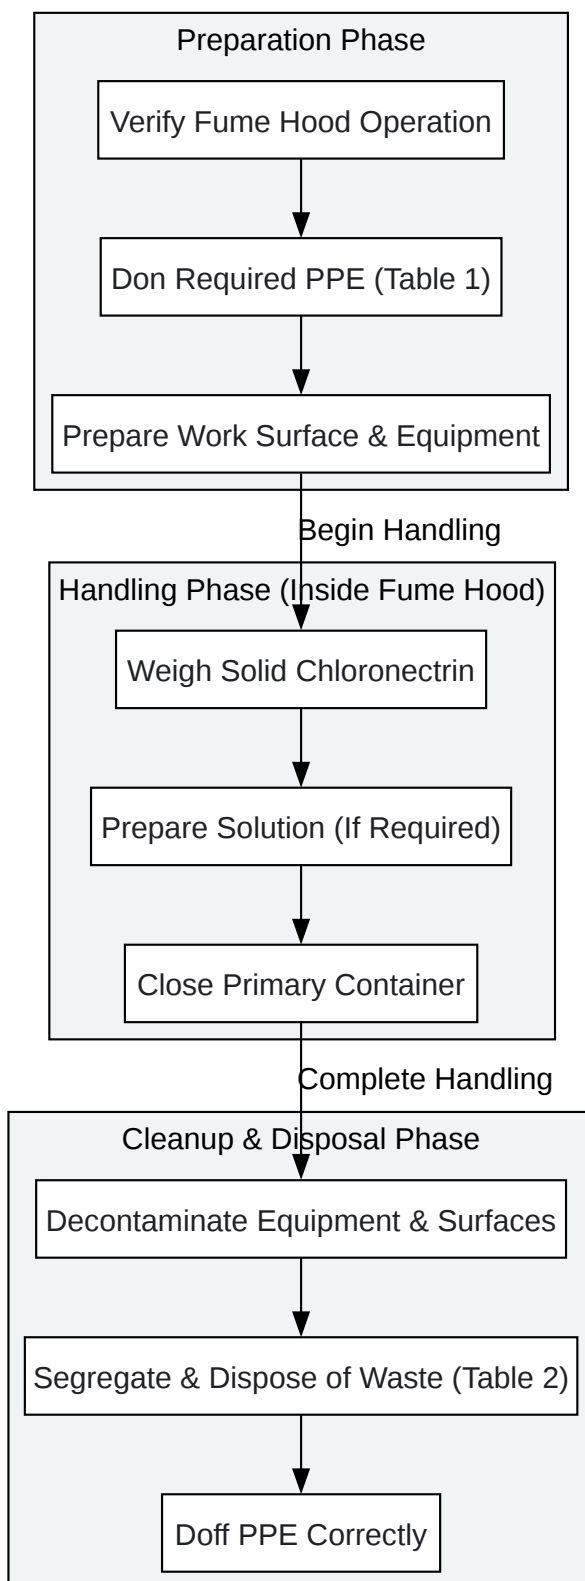 Preparation Phase
Verify Fume Hood Operation
Don Required PPE (Table 1)
Prepare Work Surface & Equipment
Begin Handling
Handling Phase (Inside Fume Hood)
Weigh Solid Chloronectrin
Prepare Solution (If Required)
Close Primary Container
Complete Handling
Cleanup & Disposal Phase
Decontaminate Equipment & Surfaces
Segregate & Dispose of Waste (Table 2)
Doff PPE Correctly